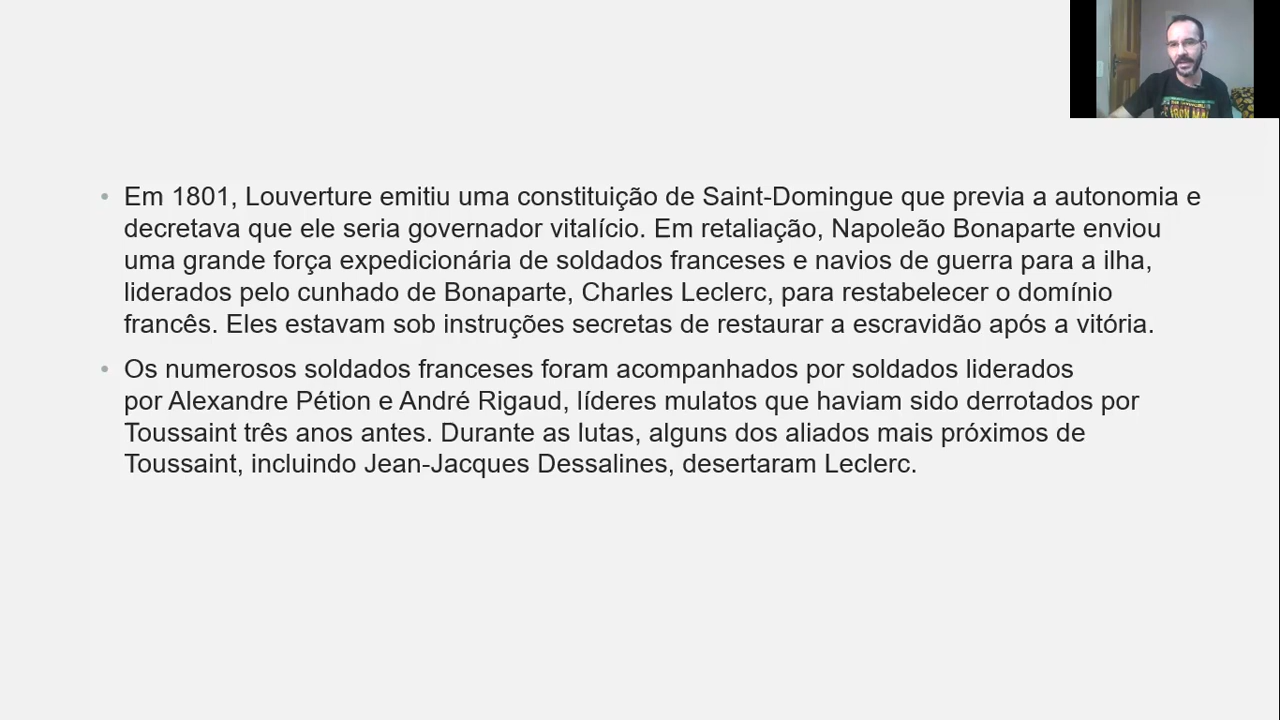 Em 1801, Louverture emitiu uma constituição de Saint-Domingue que previa a autonomia e
decretava que ele seria governador vitalício. Em retaliação, Napoleão Bonaparte enviou
uma grande força expedicionária de soldados franceses e navios de guerra para a ilha,
liderados pelo cunhado de Bonaparte, Charles Leclerc, para restabelecer o domínio
francês. Eles estavam sob instruções secretas de restaurar a escravidão após a vitória.
Os numerosos soldados franceses foram acompanhados por soldados liderados
por Alexandre Pétion e André Rigaud, líderes mulatos que haviam sido derrotados por
Toussaint três anos antes. Durante as lutas, alguns dos aliados mais próximos de
Toussaint, incluindo Jean-Jacques Dessalines, desertaram Leclerc.